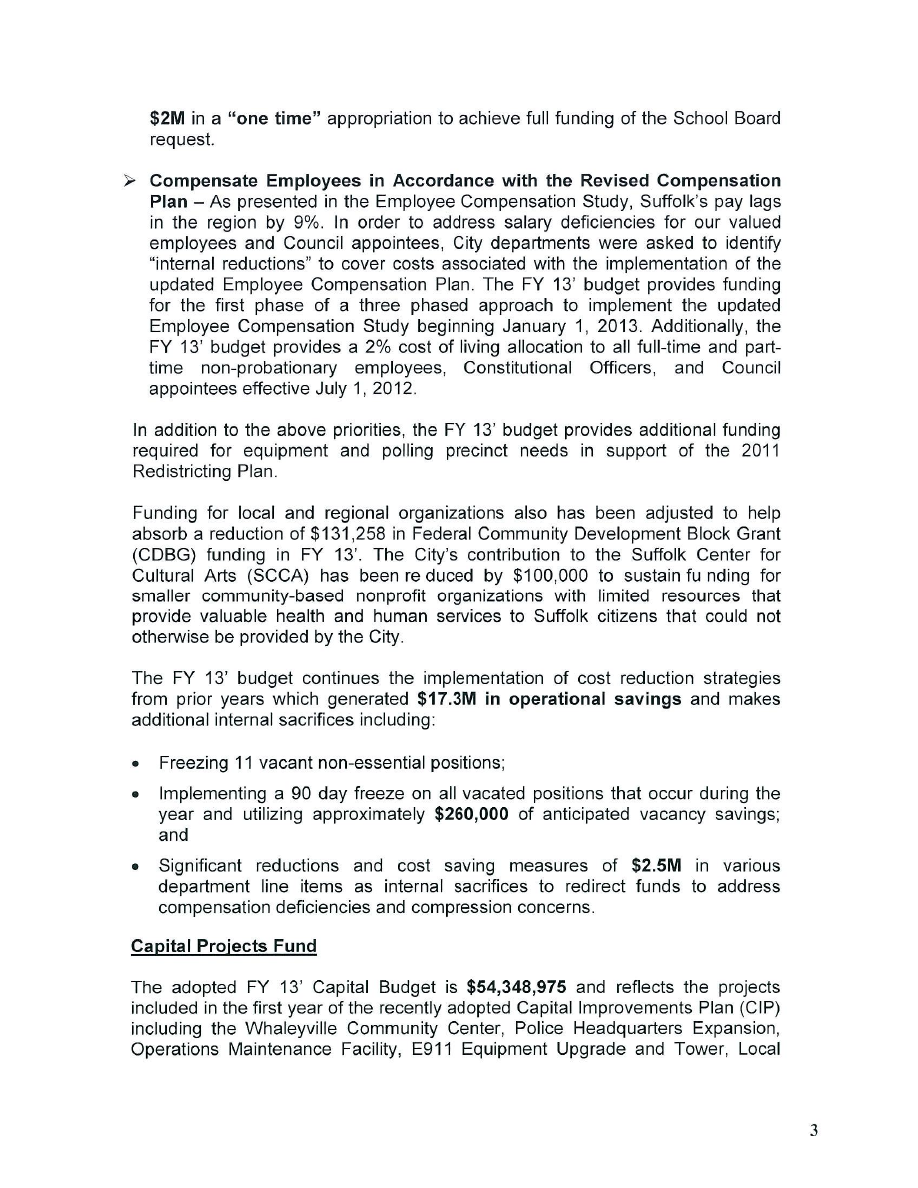 $2M in a “one time” appropriation to achieve full funding of the School Board
request.
➢ Compensate Employees in Accordance with the Revised Compensation
Plan – As presented in the Employee Compensation Study, Suffolk’s pay lags
in the region by 9%. In order to address salary deficiencies for our valued
employees and Council appointees, City departments were asked to identify
“internal reductions” to cover costs associated with the implementation of the
updated Employee Compensation Plan. The FY 13’ budget provides funding
for the first phase of a three phased approach to implement the updated
Employee Compensation Study beginning January 1, 2013. Additionally, the
FY 13’ budget provides a 2% cost of living allocation to all full-time and part-
time non-probationary employees, Constitutional Officers, and Council
appointees effective July 1, 2012.
In addition to the above priorities, the FY 13’ budget provides additional funding
required for equipment and polling precinct needs in support of the 2011
Redistricting Plan.
Funding for local and regional organizations also has been adjusted to help
absorb a reduction of $131,258 in Federal Community Development Block Grant
(CDBG) funding in FY 13’. The City’s contribution to the Suffolk Center for
Cultural Arts (SCCA) has been re duced by $100,000 to sustain fu nding for
smaller community-based nonprofit organizations with limited resources that
provide valuable health and human services to Suffolk citizens that could not
otherwise be provided by the City.
The FY 13’ budget continues the implementation of cost reduction strategies
from prior years which generated $17.3M in operational savings and makes
additional internal sacrifices including:
• Freezing 11 vacant non-essential positions;
• Implementing a 90 day freeze on all vacated positions that occur during the
year and utilizing approximately $260,000 of anticipated vacancy savings;
and
• Significant reductions and cost saving measures of $2.5M in various
department line items as internal sacrifices to redirect funds to address
compensation deficiencies and compression concerns.
Capital Projects Fund
The adopted FY 13’ Capital Budget is $54,348,975 and reflects the projects
included in the first year of the recently adopted Capital Improvements Plan (CIP)
including the Whaleyville Community Center, Police Headquarters Expansion,
Operations Maintenance Facility, E911 Equipment Upgrade and Tower, Local
3